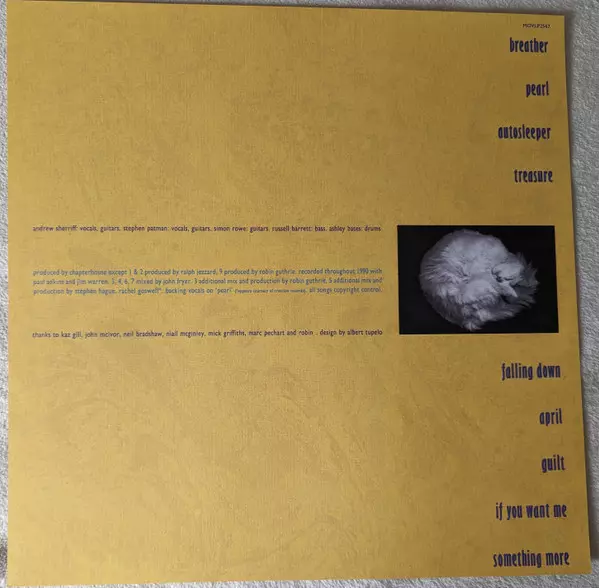 MOVLP2342
breather
pearl
autosleeper
treasure
andrew sherriff: vocals, guitars. stephen patman: vocals, guitars. simon rowe: guitars. russell barrett: bass. ashley bates: drums
produced by chapterhouse except 1 & 2 produced by ralph jezzard, 9 produced by robin guthrie. recorded throughout 1990 with
paul adkins and jim warren. 3, 4, 6, 7 mixed by john fryer. 3 additional mix and production by robin guthrie. 5 additional mix and
production by stephen hague. rachel goswell*: backing vocals on 'pearl' all songs copyright control.
thanks to kaz gill, john mcivor, neil bradshaw, niall mcginley, mick griffiths, marc pechart and robin . design by albert tupelo
falling down
april
guilt
if you want me
something more